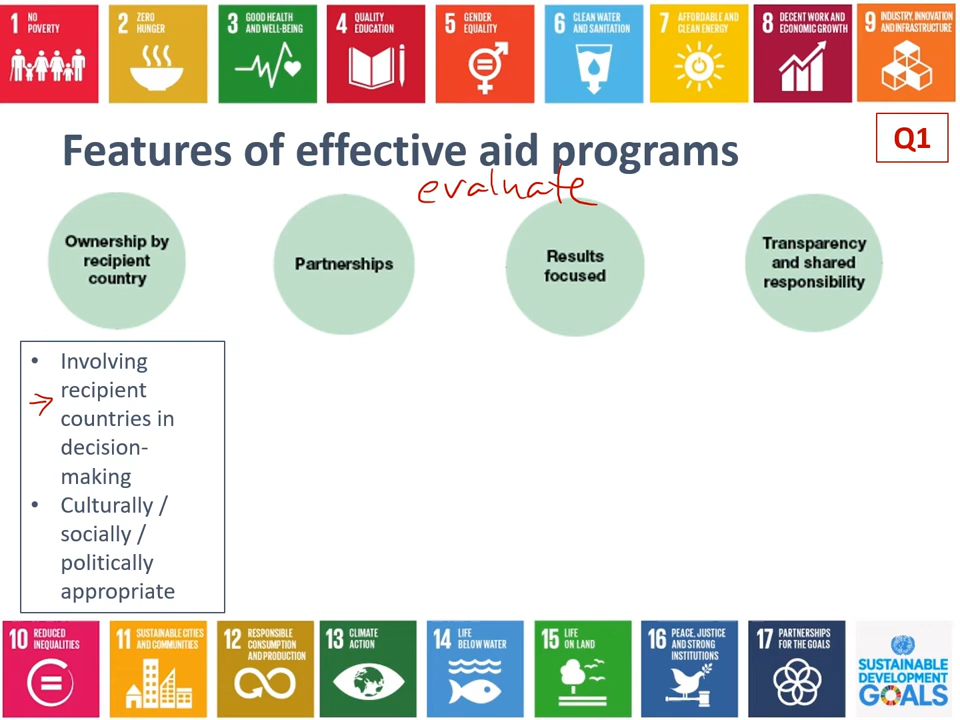 1 NO
POVERTY
2 ZERO
HUNGER
3 GOOD HEALTH
AND WELL-BEING
4 QUALITY
EDUCATION
5 GENDER
EQUALITY
6 CLEAN WATER
AND SANITATION
7 AFFORDABLE AND
CLEAN ENERGY
8 DECENT WORK AND
ECONOMIC GROWTH
9 INDUSTRY, INNOVATION
AND INFRASTRUCTURE
Features of effective aid programs
Q1
evaluate
Ownership by
recipient
country
Partnerships
Results
focused
Transparency
and shared
responsibility
• Involving
recipient
countries in
decision-
making
• Culturally /
socially /
politically
appropriate
10 REDUCED
INEQUALITIES
11 SUSTAINABLE CITIES
AND COMMUNITIES
12 RESPONSIBLE
CONSUMPTION
AND PRODUCTION
13 CLIMATE
ACTION
14 LIFE
BELOW WATER
15 LIFE
ON LAND
16 PEACE, JUSTICE
AND STRONG
INSTITUTIONS
17 PARTNERSHIPS
FOR THE GOALS
SUSTAINABLE
DEVELOPMENT
GOALS